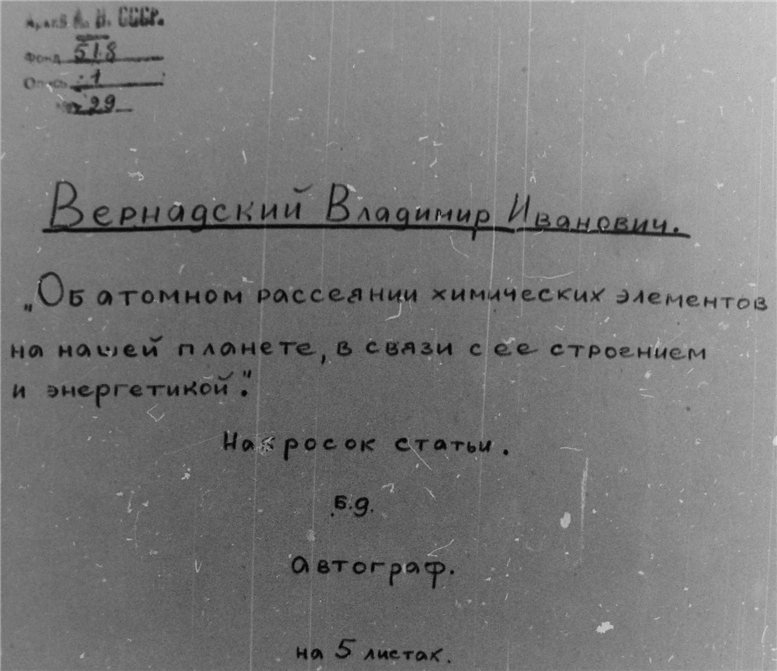 Архив А. Н. СССР.
Фонд 518
Опись 1
№ 29
Вернадский Владимир Иванович.
„Об атомном рассеянии химических элементов
на нашей планете, в связи с ее строением
и энергетикой".
Набросок статьи.
б.д.
автограф.
на 5 листах.